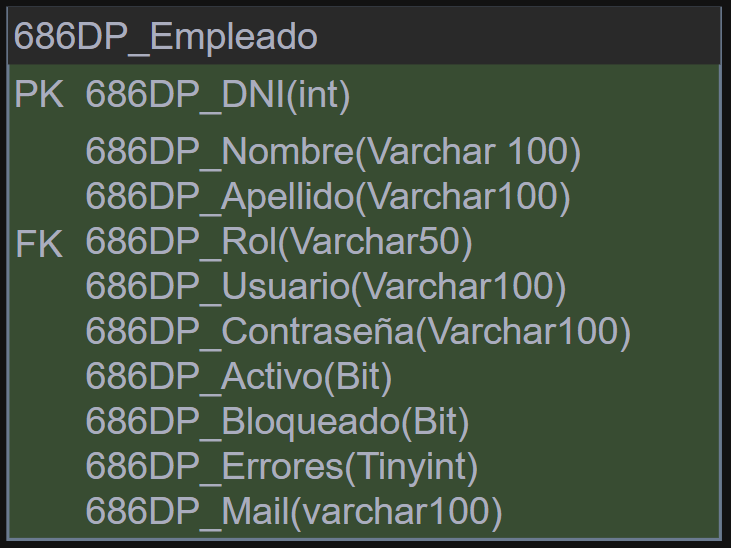 686DP_Empleado
PK 686DP_DNI(int)
686DP_Nombre(Varchar 100)
686DP_Apellido(Varchar100)
FK 686DP_Rol(Varchar50)
686DP_Usuario(Varchar100)
686DP_Contraseña(Varchar100)
686DP_Activo(Bit)
686DP_Bloqueado(Bit)
686DP_Errores(Tinyint)
686DP_Mail(varchar100)